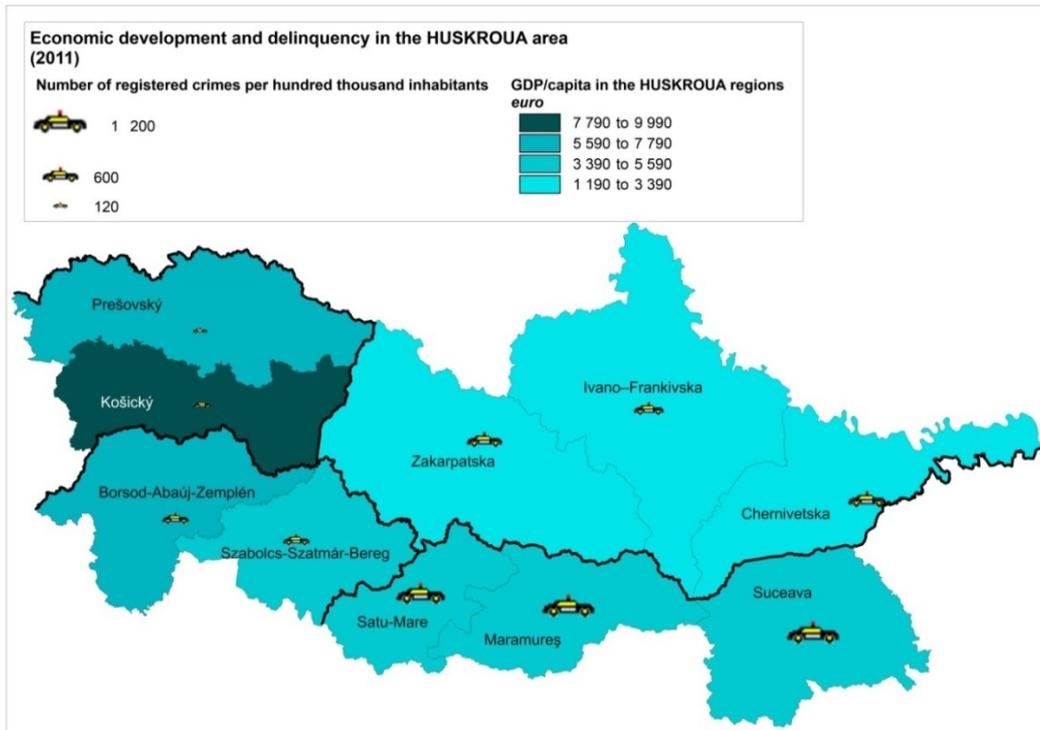 Economic development and delinquency in the HUSKROUA area
(2011)
Number of registered crimes per hundred thousand inhabitants
1 200
600
120
GDP/capita in the HUSKROUA regions
euro
7 790 to 9 990
5 590 to 7 790
3 390 to 5 590
1 190 to 3 390
Prešovský
Košický
Ivano–Frankivska
Zakarpatska
Borsod-Abaúj-Zemplén
Chernivetska
Szabolcs-Szatmár-Bereg
Suceava
Satu-Mare
Maramureş